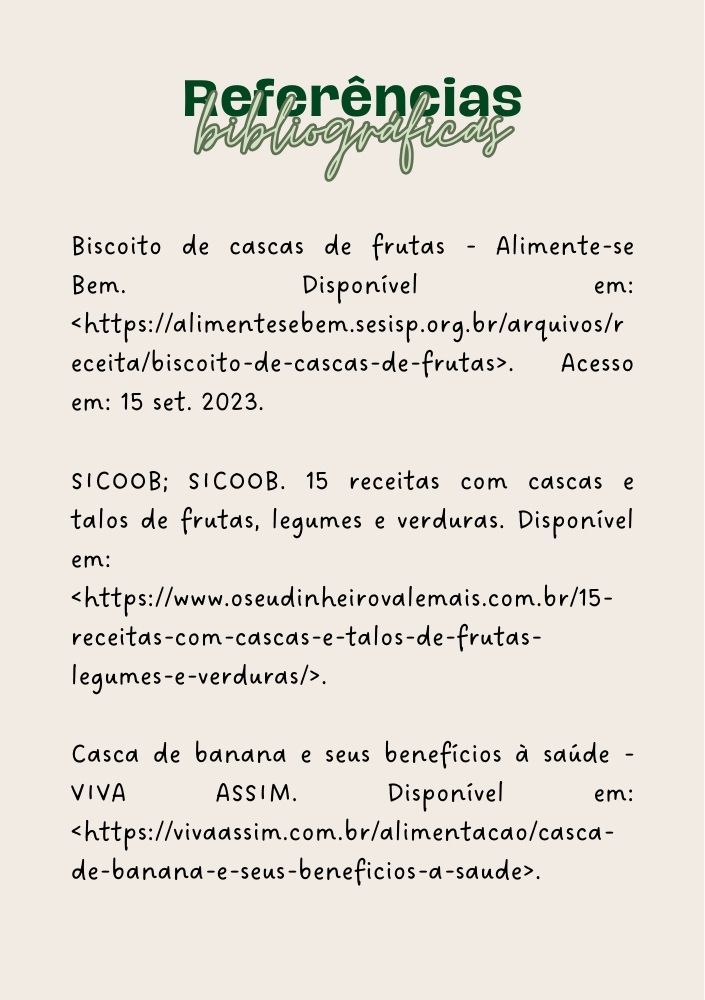 Referências
bibliográficas
Biscoito de cascas de frutas - Alimente-se
Bem. Disponível em:
<https://alimentesebem.sesisp.org.br/arquivos/r
eceita/biscoito-de-cascas-de-frutas>. Acesso
em: 15 set. 2023.
SICOOB; SICOOB. 15 receitas com cascas e
talos de frutas, legumes e verduras. Disponível
em:
<https://www.oseudinheirovalemais.com.br/15-
receitas-com-cascas-e-talos-de-frutas-
legumes-e-verduras/>.
Casca de banana e seus benefícios à saúde -
VIVA ASSIM. Disponível em:
<https://vivaassim.com.br/alimentacao/casca-
de-banana-e-seus-beneficios-a-saude>.